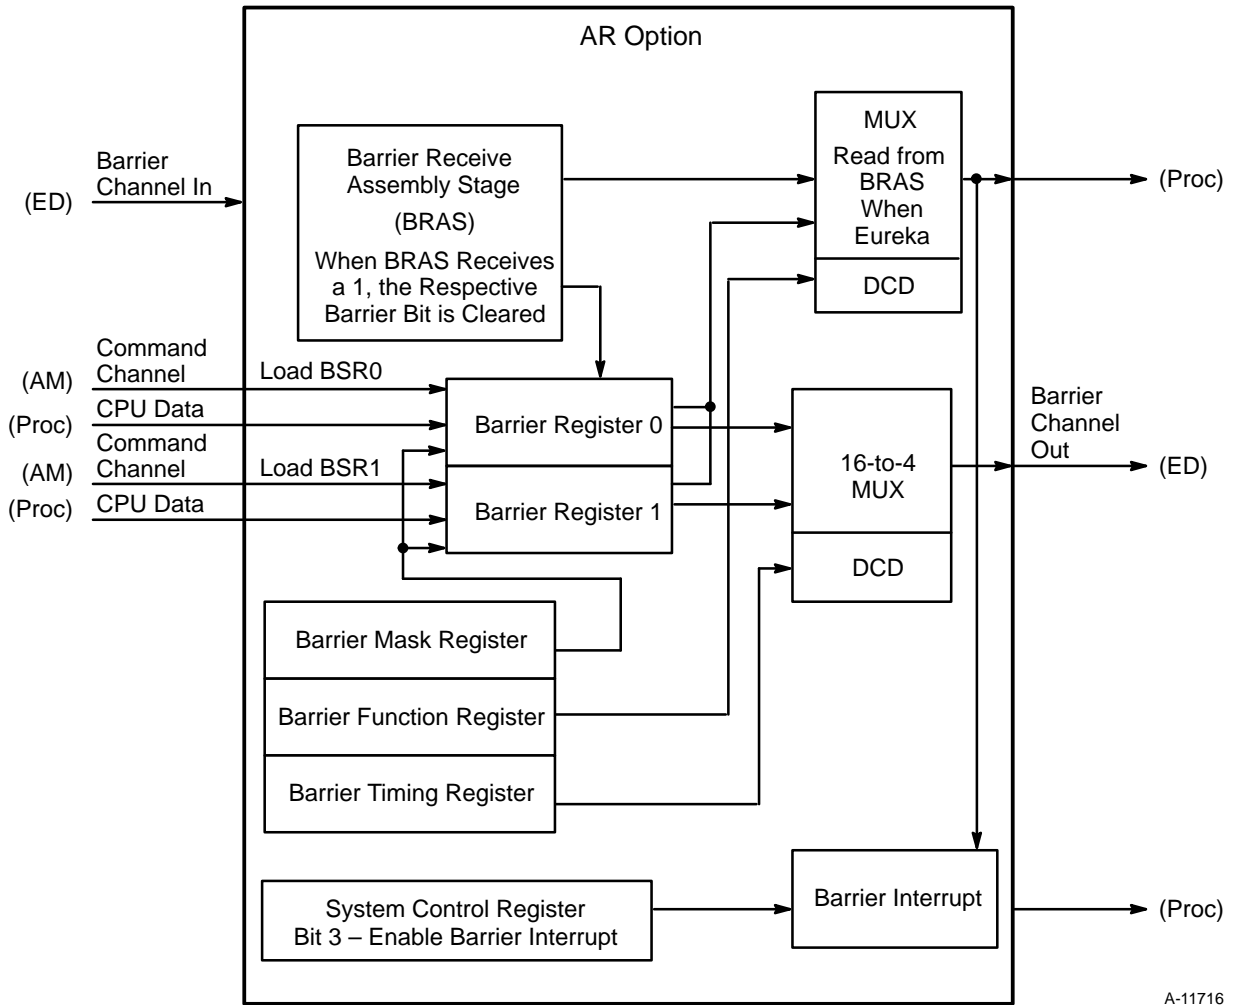 AR Option
Barrier Receive
Assembly Stage
(BRAS)
When BRAS Receives
a 1, the Respective
Barrier Bit is Cleared
MUX
Read from
BRAS
When
Eureka
DCD
(Proc)
(ED)
Barrier
Channel In
(AM)
Command
Channel
Load BSR0
(Proc)
CPU Data
(AM)
Command
Channel
Load BSR1
(Proc)
CPU Data
Barrier Register 0
Barrier Register 1
16-to-4
MUX
DCD
Barrier
Channel
Out
(ED)
Barrier Mask Register
Barrier Function Register
Barrier Timing Register
System Control Register
Bit 3 – Enable Barrier Interrupt
Barrier Interrupt
(Proc)
A-11716